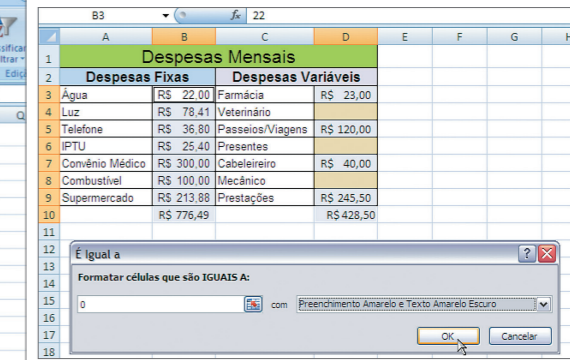 B3 fx 22
ssificar
ltrar
Ediçã
Q
A B C D E F G H
1 Despesas Mensais
2 Despesas Fixas Despesas Variáveis
3 Água R$ 22,00 Farmácia R$ 23,00
4 Luz R$ 78,41 Veterinário
5 Telefone R$ 36,80 Passeios/Viagens R$ 120,00
6 IPTU R$ 25,40 Presentes
7 Convênio Médico R$ 300,00 Cabeleireiro R$ 40,00
8 Combustível R$ 100,00 Mecânico
9 Supermercado R$ 213,88 Prestações R$ 245,50
10 R$ 776,49 R$ 428,50
11
12 É Igual a
13 Formatar células que são IGUAIS A:
14
15 0 com Preenchimento Amarelo e Texto Amarelo Escuro
16
17 OK Cancelar
18